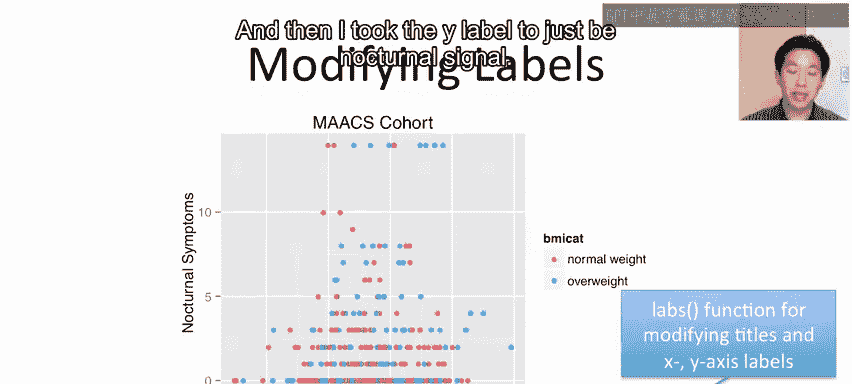 And then I took the y label to just be
nocturnal signal.
Modifying Labels
MAACS Cohort
Nocturnal Symptoms
10
5
0
bmicat
normal weight
overweight
labs() function for
modifying titles and
x-, y-axis labels